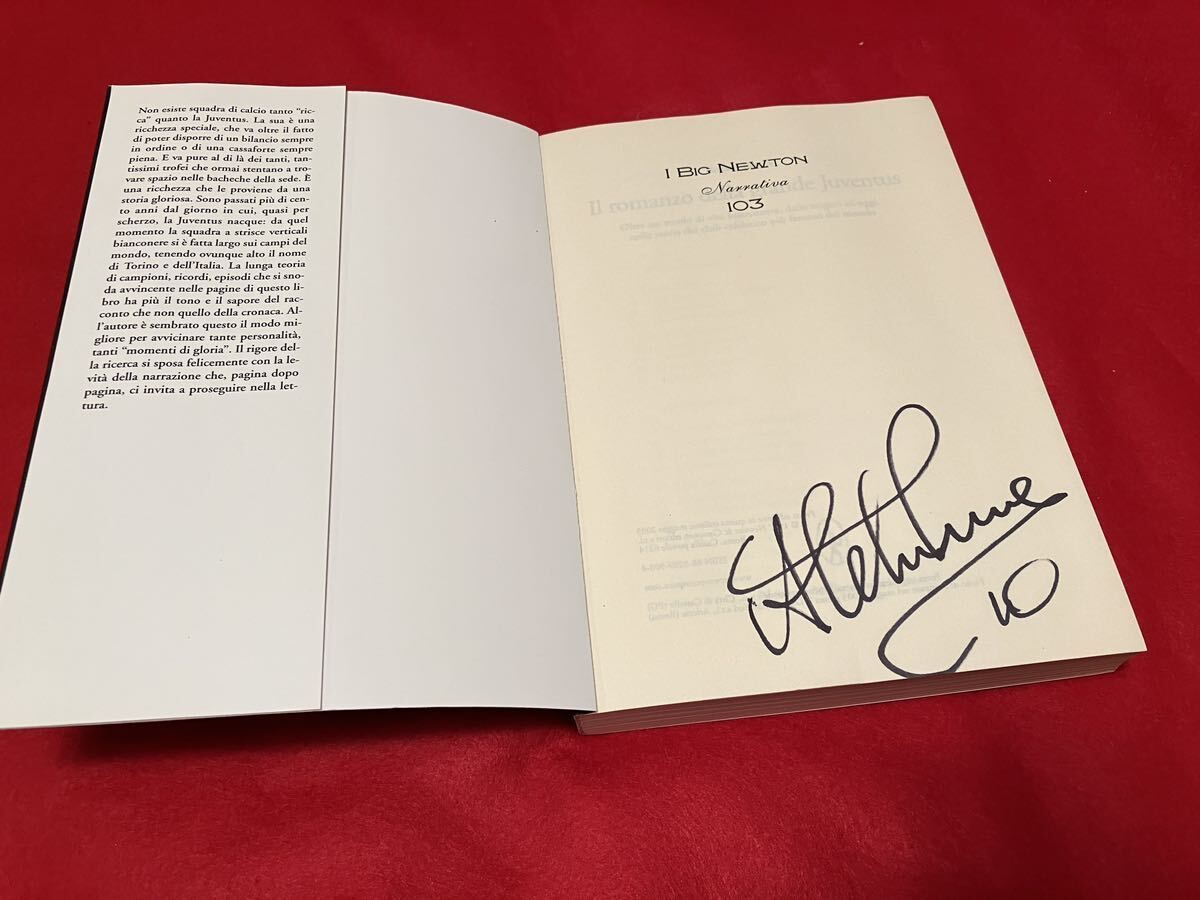 Non esiste squadra di calcio tanto "ric-
ca" quanto la Juventus. La sua è una
ricchezza speciale, che va oltre il fatto
di poter disporre di un bilancio sempre
in ordine o di una cassaforte sempre
piena. E va pure al di là dei tanti, tan-
tissimi trofei che ormai stentano a tro-
vare spazio nelle bacheche della sede. È
una ricchezza che le proviene da una
storia gloriosa. Sono passati più di cen-
to anni dal giorno in cui, quasi per
scherzo, la Juventus nacque: da quel
momento la squadra a strisce verticali
bianconere si è fatta largo sui campi del
mondo, tenendo ovunque alto il nome
di Torino e dell'Italia. La lunga teoria
di campioni, ricordi, episodi che si sno-
da avvincente nelle pagine di questo li-
bro ha più il tono e il sapore del rac-
conto che non quello della cronaca. Al-
l'autore è sembrato questo il modo mi-
gliore per avvicinare tante personalità,
tanti "momenti di gloria". Il rigore del-
la ricerca si sposa felicemente con la le-
vità della narrazione che, pagina dopo
pagina, ci invita a proseguire nella let-
tura.
I BIG NEWTON
Narrativa
103
Il romanzo della grande Juventus
10